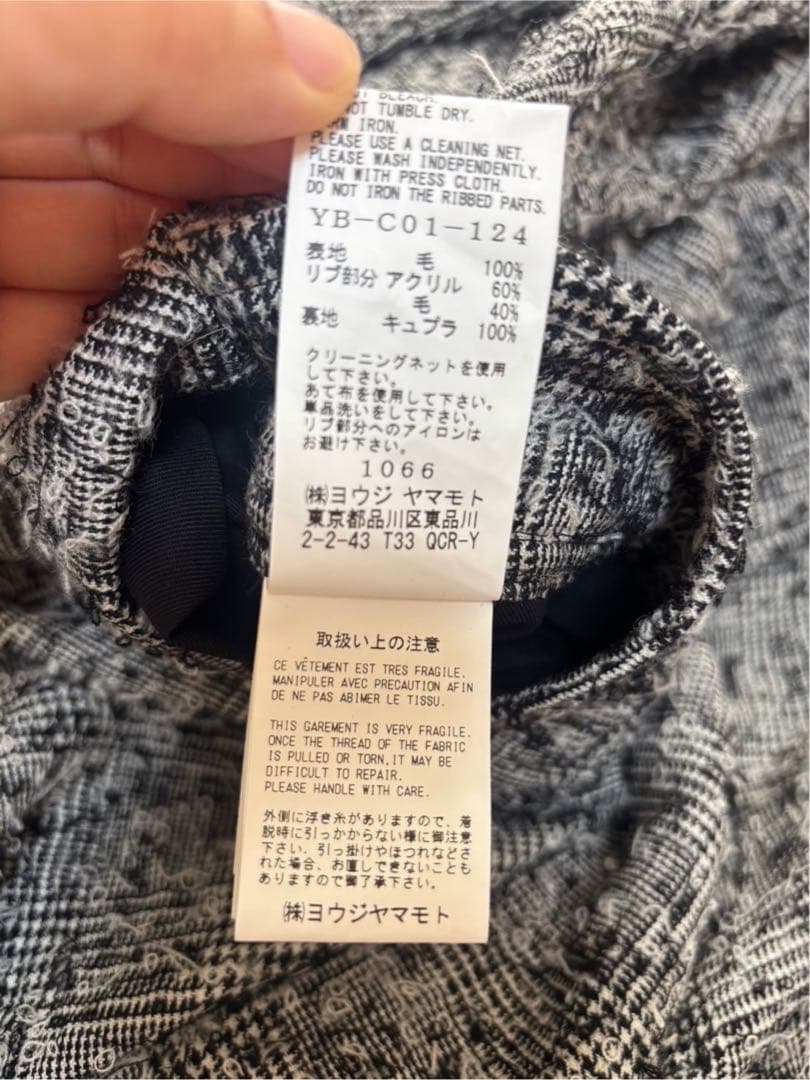 BLEACH.
NOT TUMBLE DRY.
IRON.
PLEASE USE A CLEANING NET.
PLEASE WASH INDEPENDENTLY.
IRON WITH PRESS CLOTH.
DO NOT IRON THE RIBBED PARTS.
YB-C01-124
表地 毛 100%
リブ部分 アクリル 60%
毛 40%
裏地 キュプラ 100%
クリーニングネットを使用
して下さい。
あて布を使用して下さい。
単品洗いをして下さい。
リブ部分へのアイロンは
お避け下さい。
1066
㈱ヨウジ ヤマモト
東京都品川区東品川
2-2-43 T33 QCR-Y
取扱い上の注意
CE VÊTEMENT EST TRES FRAGILE.
MANIPULER AVEC PRECAUTION AFIN
DE NE PAS ABIMER LE TISSU.
THIS GAREMENT IS VERY FRAGILE.
ONCE THE THREAD OF THE FABRIC
IS PULLED OR TORN,IT MAY BE
DIFFICULT TO REPAIR.
PLEASE HANDLE WITH CARE.
外側に浮き糸がありますので、着
脱時に引っかからない様に御注意
下さい。引っ掛けやほつれなどさ
れた場合、お直しできないことも
ありますので御了承下さい。
㈱ヨウジヤマモト